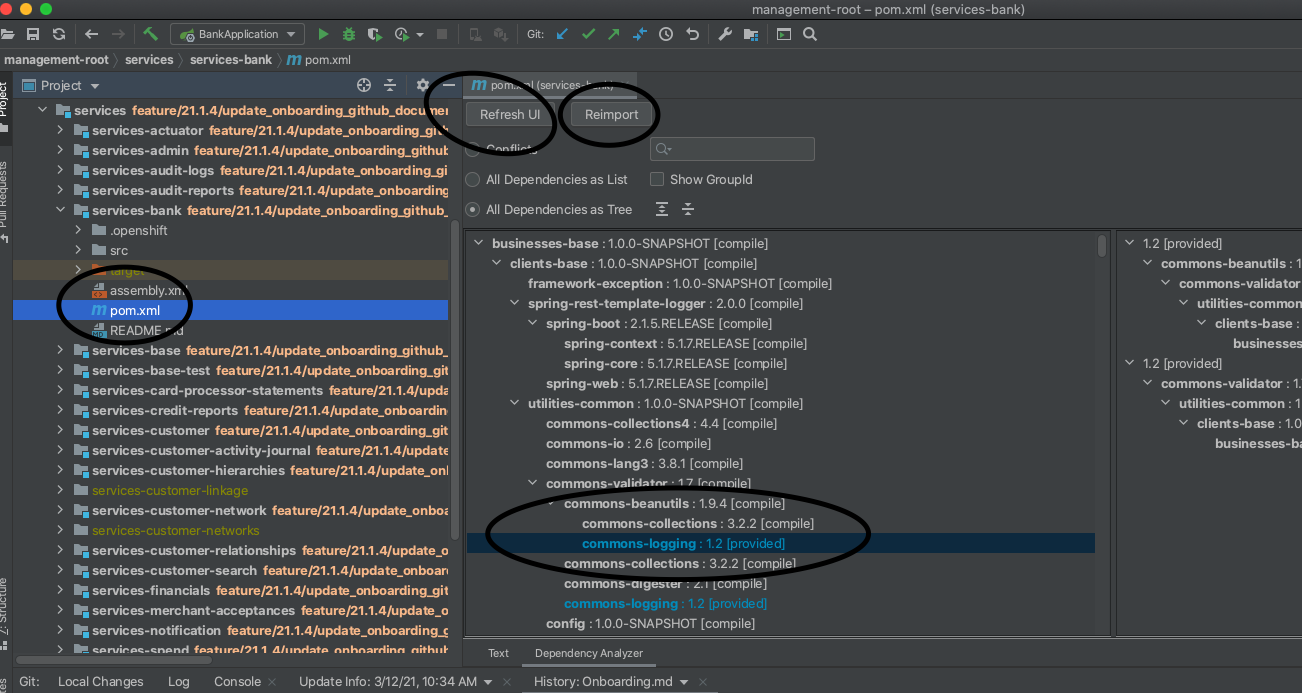 management-root – pom.xml (services-bank)
BankApplication
Git:
management-root services services-bank m pom.xml
Project
Project
Pull Requests
Z: Structure
services feature/21.1.4/update_onboarding_github_documen
services-actuator feature/21.1.4/update_onboarding_gith
services-admin feature/21.1.4/update_onboarding_github
services-audit-logs feature/21.1.4/update_onboarding_gi
services-audit-reports feature/21.1.4/update_onboarding
services-bank feature/21.1.4/update_onboarding_github_
.openshift
src
target
assembly.xml
m pom.xml
README.md
services-base feature/21.1.4/update_onboarding_github_
services-base-test feature/21.1.4/update_onboarding_git
services-card-processor-statements feature/21.1.4/upda
services-credit-reports feature/21.1.4/update_onboardin
services-customer feature/21.1.4/update_onboarding_git
services-customer-activity-journal feature/21.1.4/update
services-customer-hierarchies feature/21.1.4/update_onl
services-customer-linkage
services-customer-network feature/21.1.4/update_onboa
services-customer-networks
services-customer-relationships feature/21.1.4/update_o
services-customer-search feature/21.1.4/update_onboar
services-financials feature/21.1.4/update_onboarding_git
services-merchant-acceptances feature/21.1.4/update_o
services-notification feature/21.1.4/update_onboarding_g
services-spend feature/21.1.4/update_onboarding_github
m pom.xml (services-bank)
Refresh UI Reimport
Conflicts
All Dependencies as List Show GroupId
All Dependencies as Tree
businesses-base : 1.0.0-SNAPSHOT [compile]
clients-base : 1.0.0-SNAPSHOT [compile]
framework-exception : 1.0.0-SNAPSHOT [compile]
spring-rest-template-logger : 2.0.0 [compile]
spring-boot : 2.1.5.RELEASE [compile]
spring-context : 5.1.7.RELEASE [compile]
spring-core : 5.1.7.RELEASE [compile]
spring-web : 5.1.7.RELEASE [compile]
utilities-common : 1.0.0-SNAPSHOT [compile]
commons-collections4 : 4.4 [compile]
commons-io : 2.6 [compile]
commons-lang3 : 3.8.1 [compile]
commons-validator : 1.7 [compile]
commons-beanutils : 1.9.4 [compile]
commons-collections : 3.2.2 [compile]
commons-logging : 1.2 [provided]
commons-collections : 3.2.2 [compile]
commons-digester : 2.1 [compile]
commons-logging : 1.2 [provided]
config : 1.0.0-SNAPSHOT [compile]
1.2 [provided]
commons-beanutils : 1
commons-validator
utilities-common
clients-base :
businesses
1.2 [provided]
commons-validator : 1.
utilities-common : 1
clients-base : 1.0
businesses-ba
Text Dependency Analyzer
Git: Local Changes Log Console Update Info: 3/12/21, 10:34 AM History: Onboarding.md